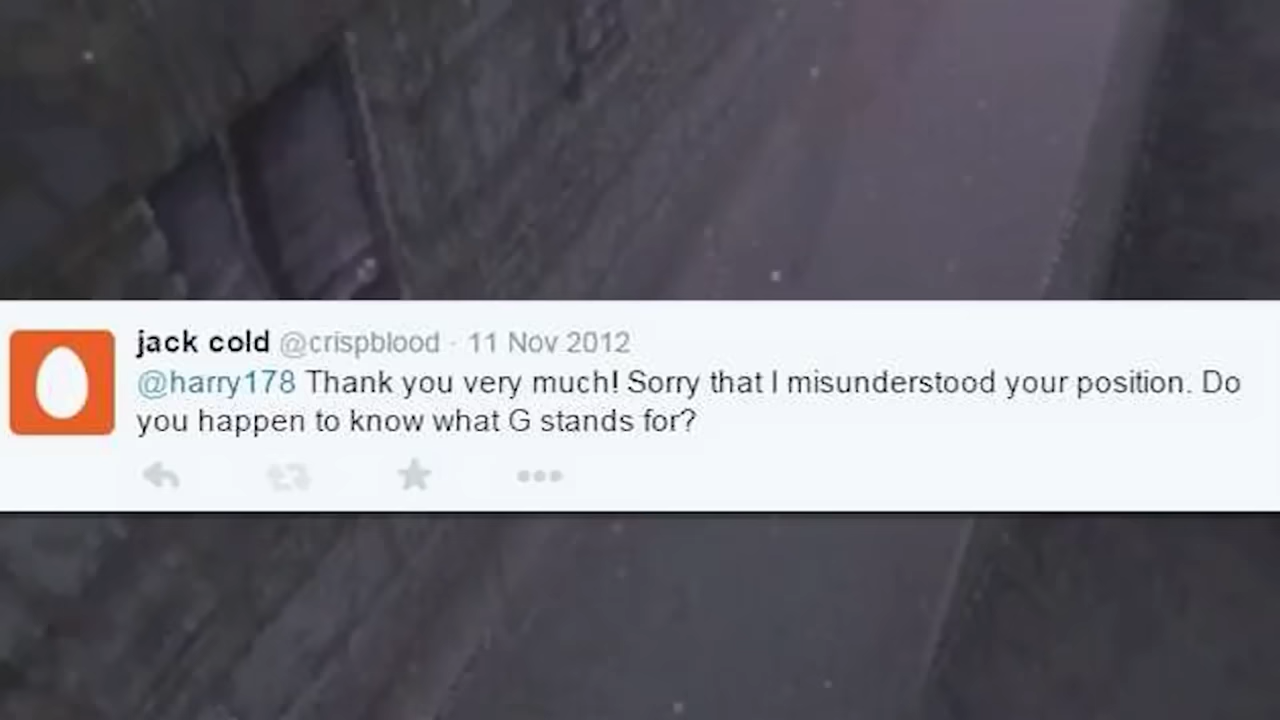 jack cold @crispblood · 11 Nov 2012
@harry178 Thank you very much! Sorry that I misunderstood your position. Do
you happen to know what G stands for?